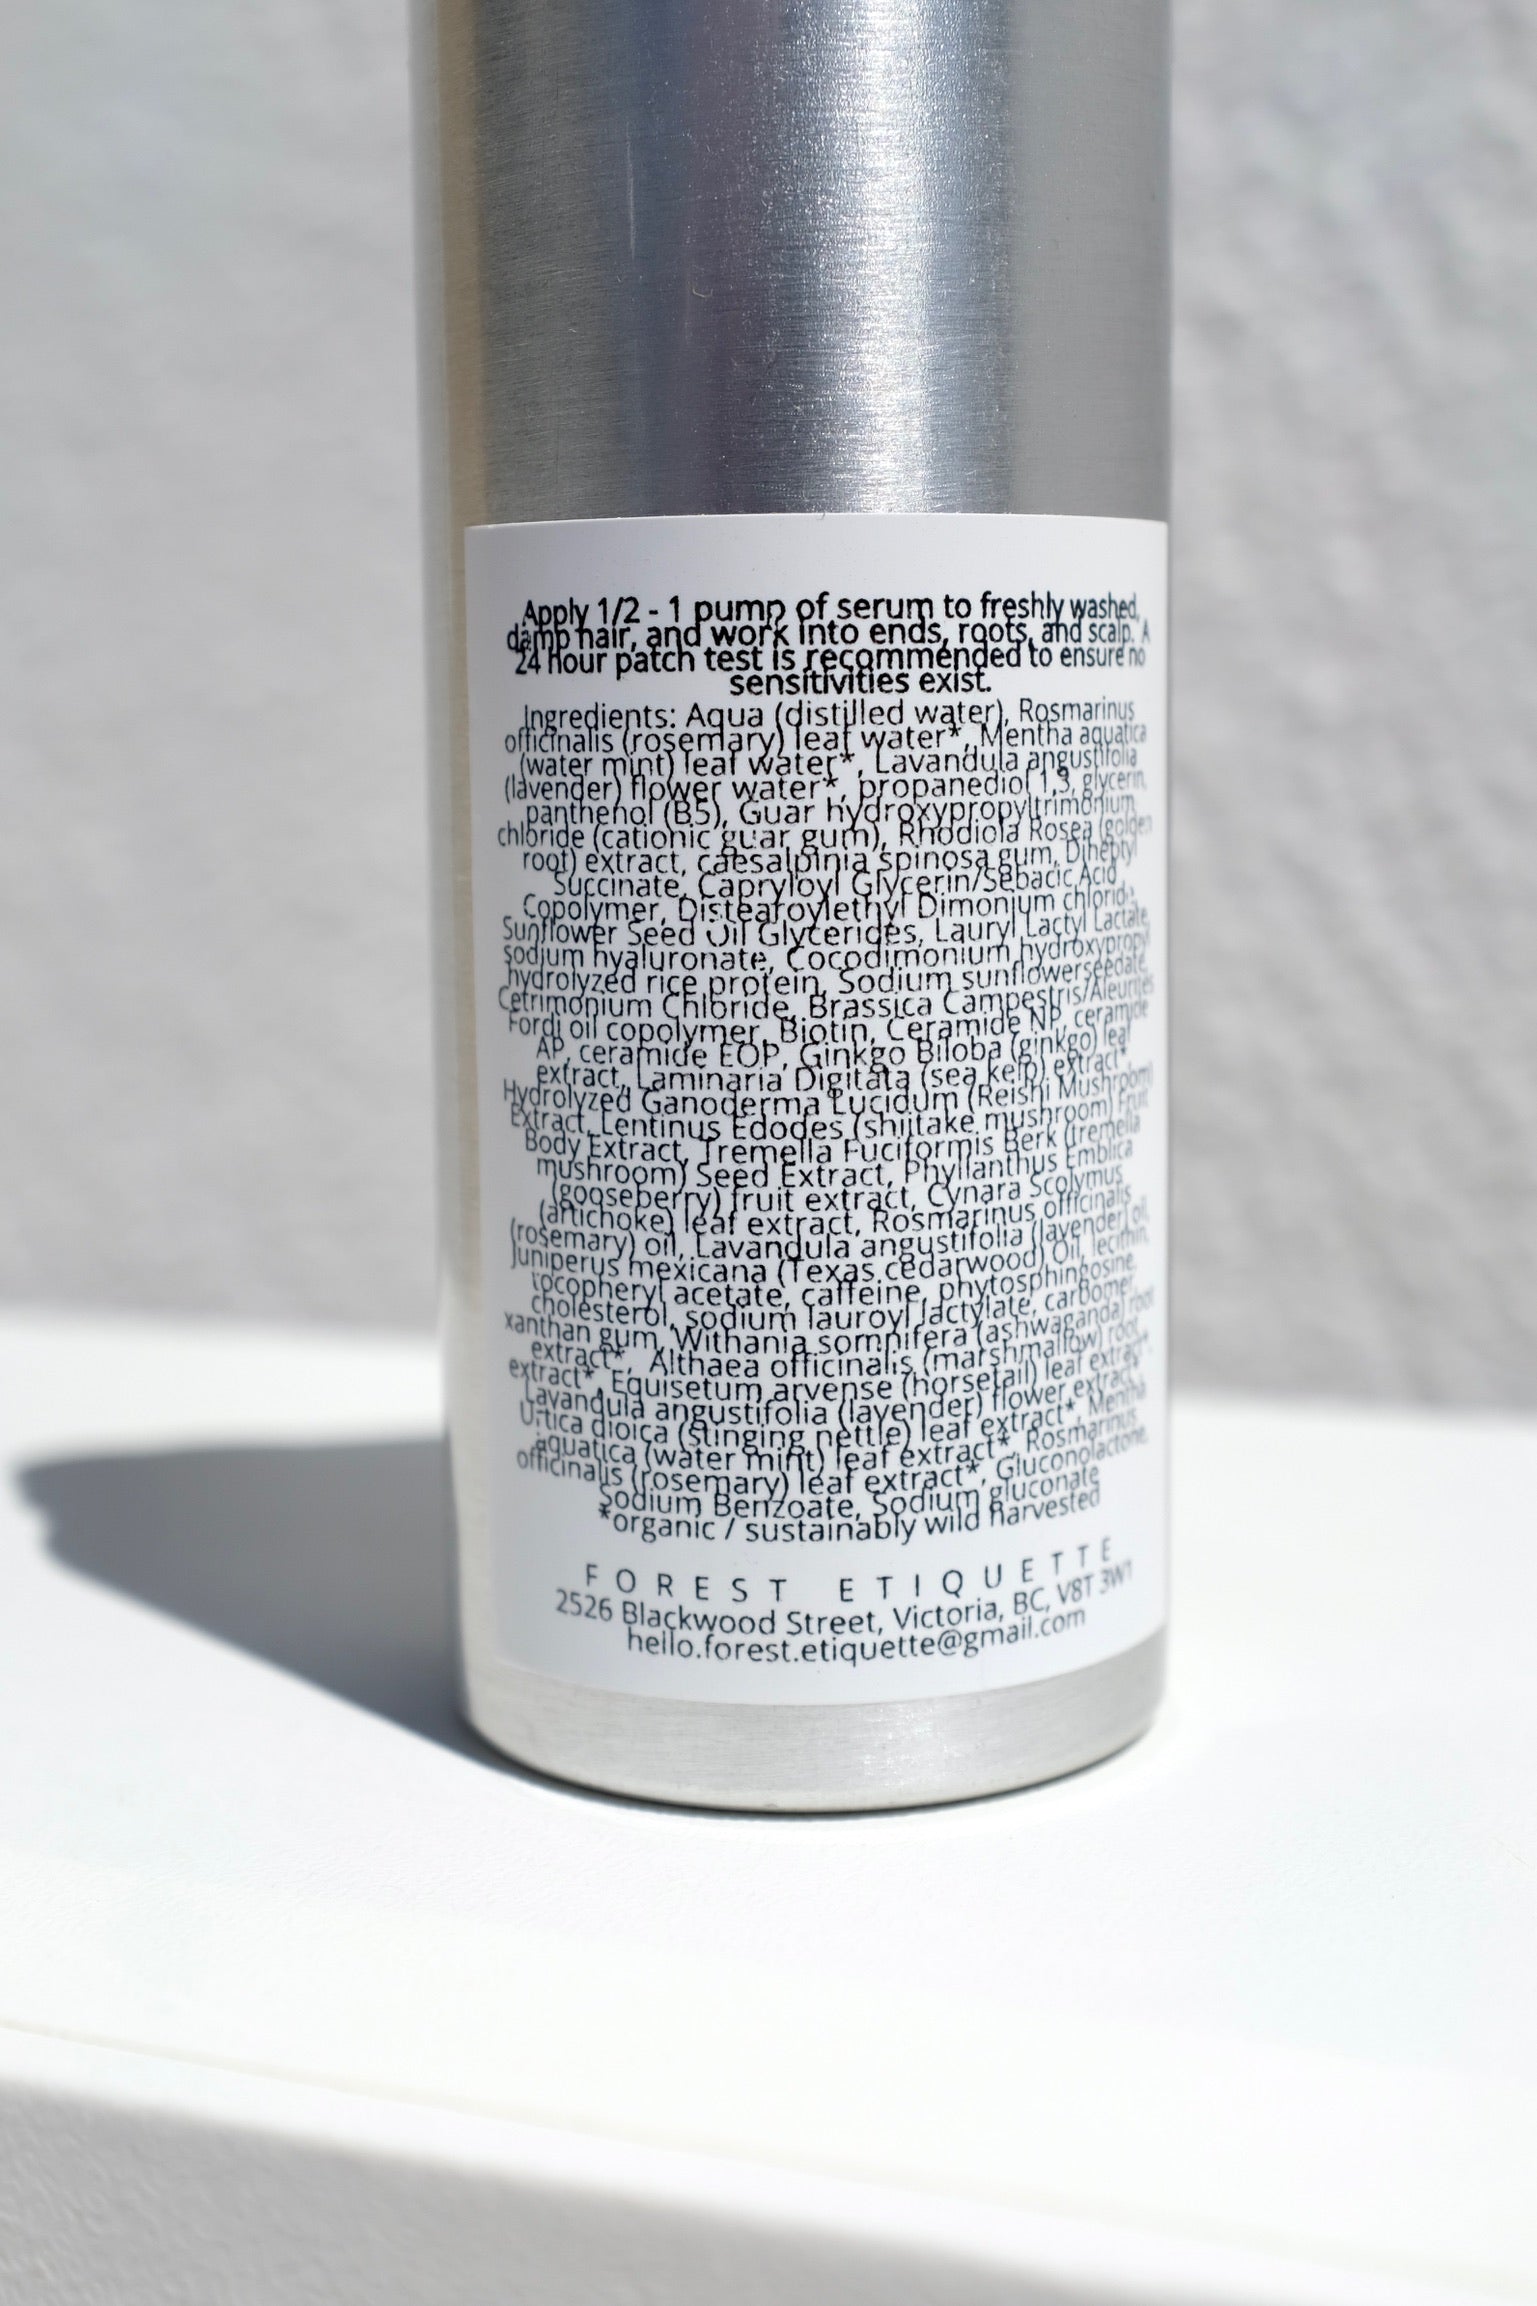 Apply 1/2 - 1 pump of serum to freshly washed,
damp hair, and work into ends, roots, and scalp. A
24 hour patch test is recommended to ensure no
sensitivities exist.
Ingredients: Aqua (distilled water), Rosmarinus
officinalis (rosemary) leaf water*, Mentha aquatica
(water mint) leaf water*, Lavandula angustifolia
(lavender) flower water*, propanediol 1,3, glycerin,
panthenol (B5), Guar hydroxypropyltrimonium
chloride (cationic guar gum), Rhodiola Rosea (golden
root) extract, caesalpinia spinosa gum, Diheptyl
Succinate, Capryloyl Glycerin/Sebacic Acid
Copolymer, Distearoylethyl Dimonium chloride,
Sunflower Seed Oil Glycerides, Lauryl Lactyl Lactate,
sodium hyaluronate, Cocodimonium hydroxypropyl
hydrolyzed rice protein, Sodium sunflowerseedate,
Cetrimonium Chloride, Brassica Campestris/Aleurites
Fordi oil copolymer, Biotin, Ceramide NP, ceramide
AP, ceramide EOP, Ginkgo Biloba (ginkgo) leaf
extract, Laminaria Digitata (sea kelp) extract*,
Hydrolyzed Ganoderma Lucidum (Reishi Mushroom)
Extract, Lentinus Edodes (shiitake mushroom) Fruit
Body Extract, Tremella Fuciformis Berk (tremella
mushroom) Seed Extract, Phyllanthus Emblica
(gooseberry) fruit extract, Cynara Scolymus
(artichoke) leaf extract, Rosmarinus officinalis
(rosemary) oil, Lavandula angustifolia (lavender) oil,
Juniperus mexicana (Texas cedarwood) Oil, lecithin,
tocopheryl acetate, caffeine, phytosphingosine,
cholesterol, sodium lauroyl lactylate, carbomer,
xanthan gum, Withania somnifera (ashwaganda) root
extract*, Althaea officinalis (marshmallow) root
extract*, Equisetum arvense (horsetail) leaf extract*,
Lavandula angustifolia (lavender) flower extract*,
Urtica dioica (stinging nettle) leaf extract*, Mentha
aquatica (water mint) leaf extract*, Rosmarinus
officinalis (rosemary) leaf extract*, Gluconolactone,
Sodium Benzoate, Sodium gluconate
*organic / sustainably wild harvested
FOREST ETIQUETTE
2526 Blackwood Street, Victoria, BC, V8T 3W1
hello.forest.etiquette@gmail.com